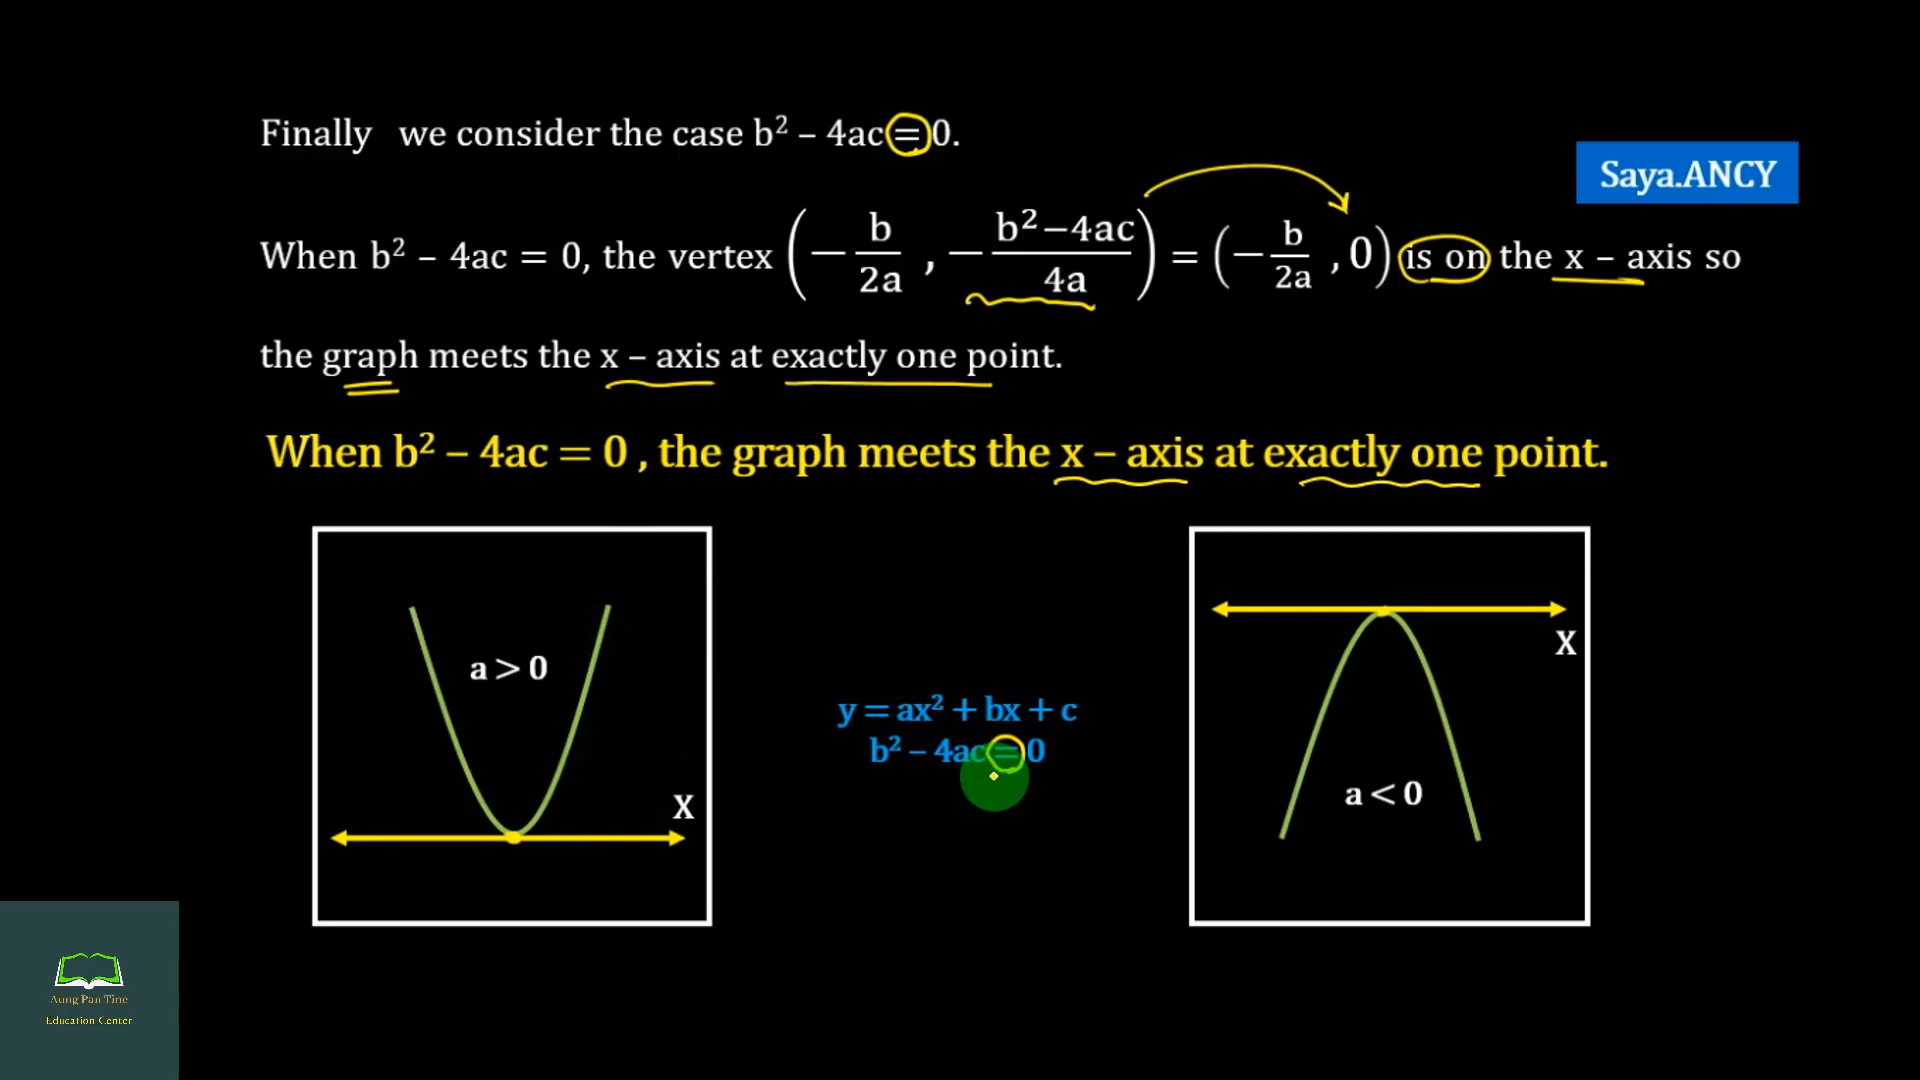 Finally we consider the case b² – 4ac = 0.
Saya.ANCY
When b² – 4ac = 0, the vertex (−b/2a , −(b²−4ac)/4a) = (−b/2a , 0) is on the x – axis so
the graph meets the x – axis at exactly one point.
When b² – 4ac = 0 , the graph meets the x – axis at exactly one point.
a > 0
X
y = ax² + bx + c
b² – 4ac = 0
X
a < 0
Aung Pan Tine
Education Center